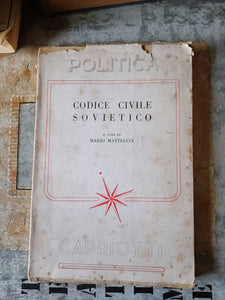 POLITICA
CODICE CIVILE
SOVIETICO
A CURA DI
MARIO MATTEUCCI
CAPRIOTTI